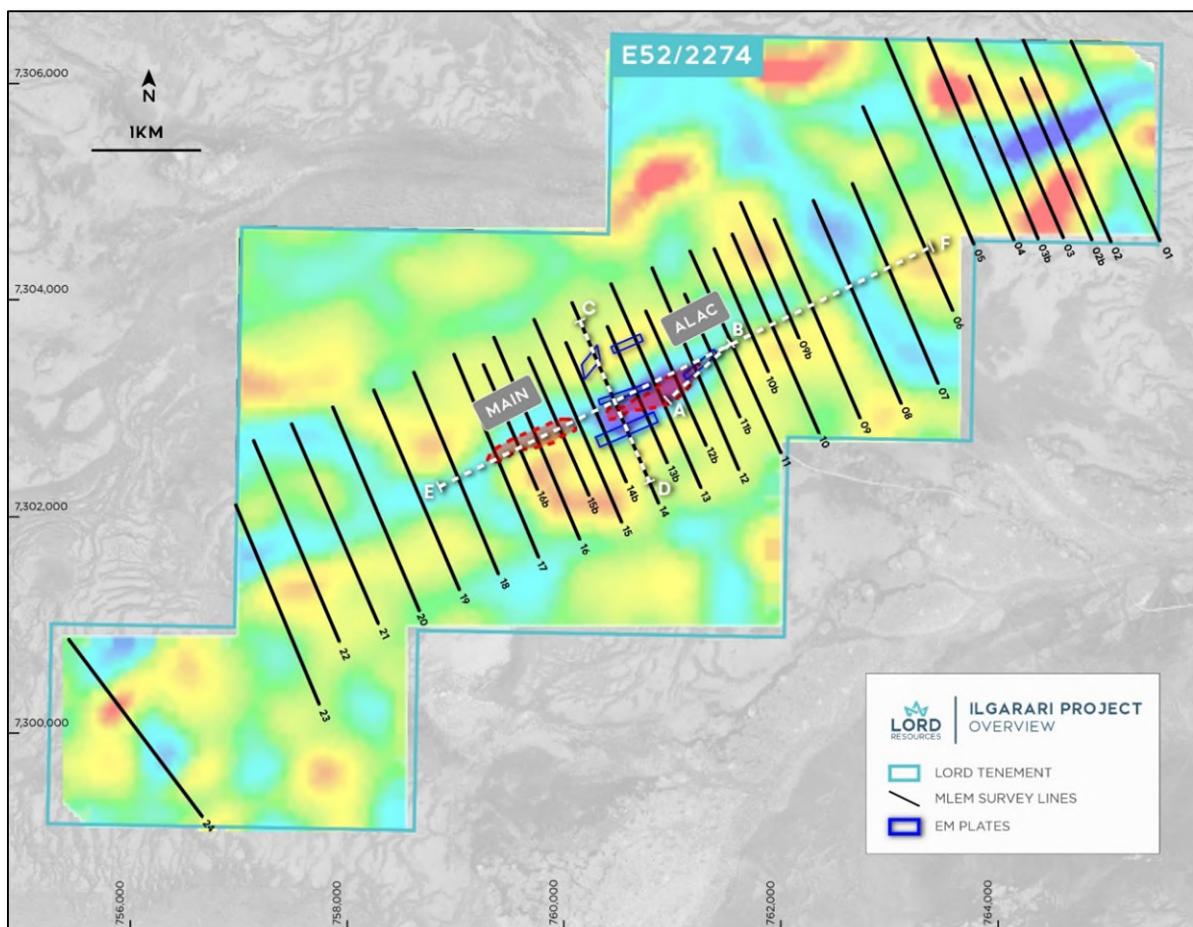 E52/2274
7,306,000
N
1KM
01
02
02b
03
03b
04
05
F
7,304,000
06
C
ALAC
B
09b
07
MAIN
10b
08
A
11b
09
10
12b
11
E
D
13b
12
14b
13
16b
15b
14
7,302,000
15
16
17
18
19
20
21
22
23
7,300,000
24
LORD
RESOURCES
ILGARARI PROJECT
OVERVIEW
LORD TENEMENT
MLEM SURVEY LINES
EM PLATES
756,000
758,000
760,000
762,000
764,000